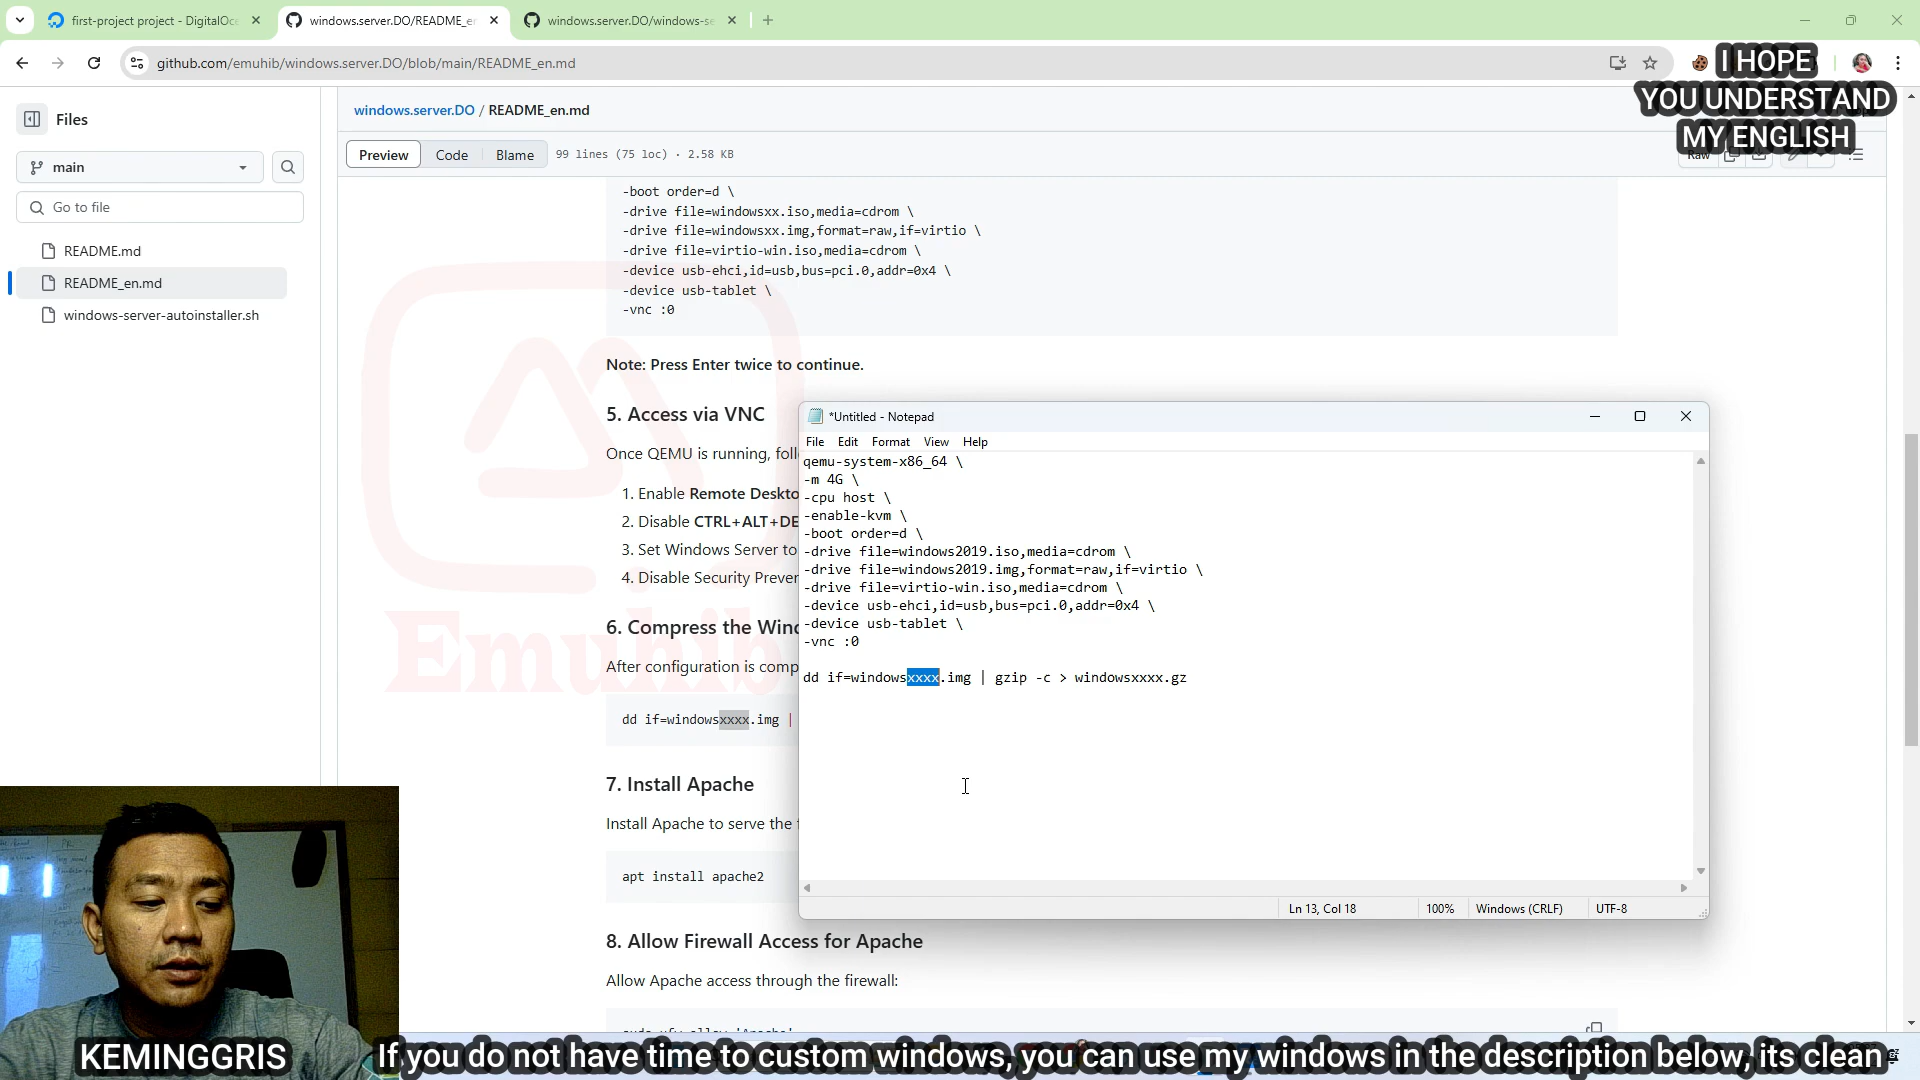 first-project project - DigitalOc
windows.server.DO/README_e
windows.server.DO/windows-se
github.com/emuhib/windows.server.DO/blob/main/README_en.md
I HOPE
YOU UNDERSTAND
MY ENGLISH
Files
windows.server.DO / README_en.md
Preview Code Blame 99 lines (75 loc) · 2.58 KB
Raw
main
Go to file
README.md
README_en.md
windows-server-autoinstaller.sh
-boot order=d \
-drive file=windowsxx.iso,media=cdrom \
-drive file=windowsxx.img,format=raw,if=virtio \
-drive file=virtio-win.iso,media=cdrom \
-device usb-ehci,id=usb,bus=pci.0,addr=0x4 \
-device usb-tablet \
-vnc :0
Note: Press Enter twice to continue.
5. Access via VNC
Once QEMU is running, foll
1. Enable Remote Deskto
2. Disable CTRL+ALT+DE
3. Set Windows Server to
4. Disable Security Prever
6. Compress the Wind
After configuration is comp
dd if=windowsxxxx.img |
7. Install Apache
Install Apache to serve the
apt install apache2
8. Allow Firewall Access for Apache
Allow Apache access through the firewall:
sudo ufw allow 'Apache'
Emuhib
*Untitled - Notepad
File Edit Format View Help
qemu-system-x86_64 \
-m 4G \
-cpu host \
-enable-kvm \
-boot order=d \
-drive file=windows2019.iso,media=cdrom \
-drive file=windows2019.img,format=raw,if=virtio \
-drive file=virtio-win.iso,media=cdrom \
-device usb-ehci,id=usb,bus=pci.0,addr=0x4 \
-device usb-tablet \
-vnc :0
dd if=windowsxxxx.img | gzip -c > windowsxxxx.gz
Ln 13, Col 18 100% Windows (CRLF) UTF-8
KEMINGGRIS
If you do not have time to custom windows, you can use my windows in the description below, its clean